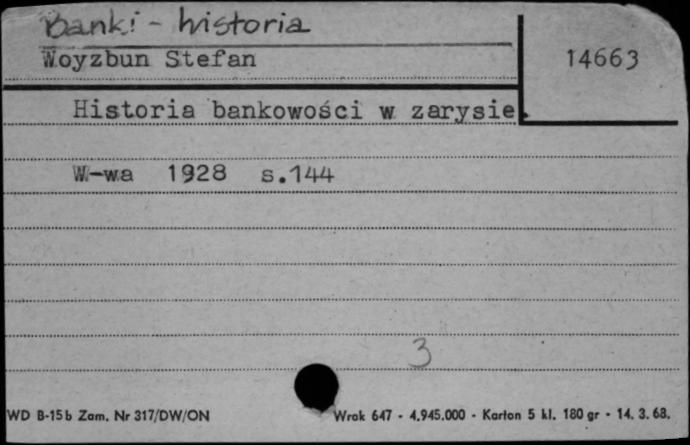 Banki - historia
Woyzbun Stefan
14663
Historia bankowości w zarysie.
W-wa 1928 s.144
3
WD B-15b Zam. Nr 317/DW/ON Wrak 647 - 4.945.000 - Karton 5 kl. 180 gr - 14. 3. 68.